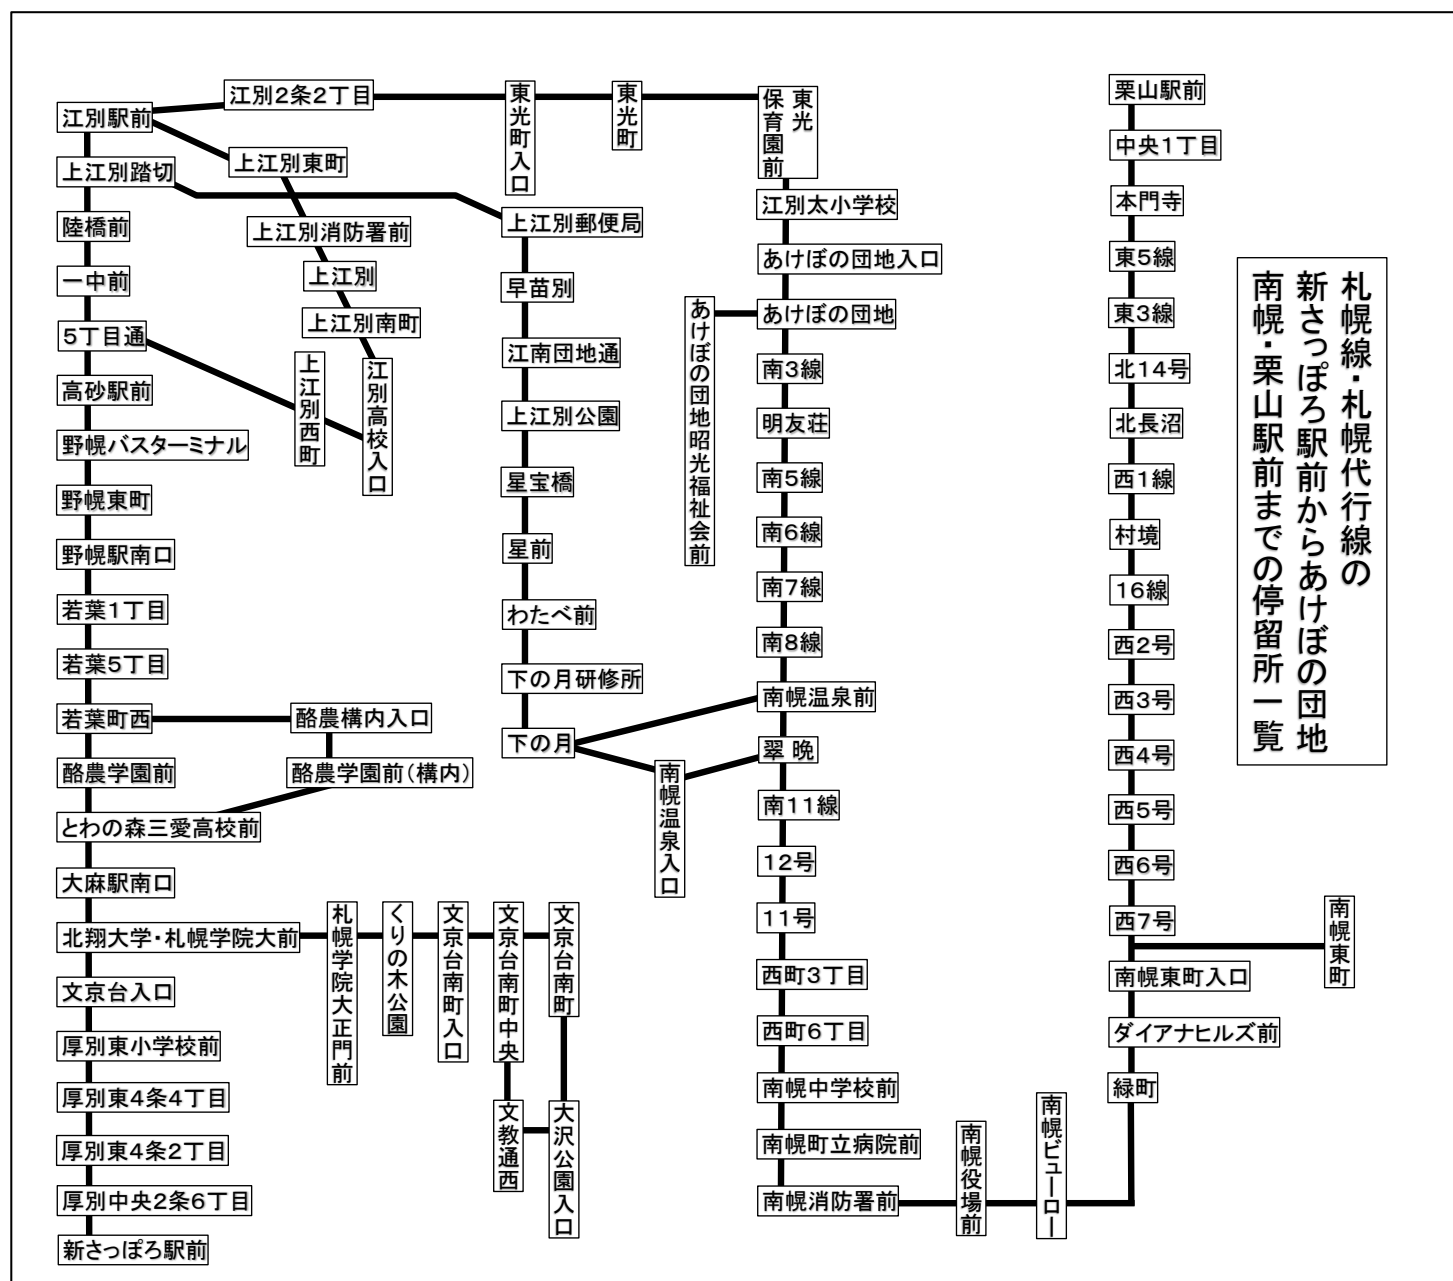 札幌線・札幌代行線の
新さっぽろ駅前からあけぼの団地
南幌・栗山駅前までの停留所一覧
江別駅前
上江別踏切
陸橋前
一中前
5丁目通
高砂駅前
野幌バスターミナル
野幌東町
野幌駅南口
若葉1丁目
若葉5丁目
若葉町西
酪農学園前
とわの森三愛高校前
大麻駅南口
北翔大学・札幌学院大前
文京台入口
厚別東小学校前
厚別東4条4丁目
厚別東4条2丁目
厚別中央2条6丁目
新さっぽろ駅前
江別2条2丁目
東光町入口
東光町
東光
保育園前
上江別東町
上江別消防署前
上江別
上江別南町
江別高校入口
上江別西町
酪農構内入口
酪農学園前(構内)
札幌学院大正門前
くりの木公園
文京台南町入口
文京台南町中央
文京台南町
文教通西
大沢公園入口
上江別郵便局
早苗別
江南団地通
上江別公園
星宝橋
星前
わたべ前
下の月研修所
下の月
南幌温泉入口
江別太小学校
あけぼの団地入口
あけぼの団地
あけぼの団地昭光福祉会前
南3線
明友荘
南5線
南6線
南7線
南8線
南幌温泉前
翠晩
南11線
12号
11号
西町3丁目
西町6丁目
南幌中学校前
南幌町立病院前
南幌消防署前
南幌役場前
南幌ビューロー
栗山駅前
中央1丁目
本門寺
東5線
東3線
北14号
北長沼
西1線
村境
16線
西2号
西3号
西4号
西5号
西6号
西7号
南幌東町
南幌東町入口
ダイアナヒルズ前
緑町